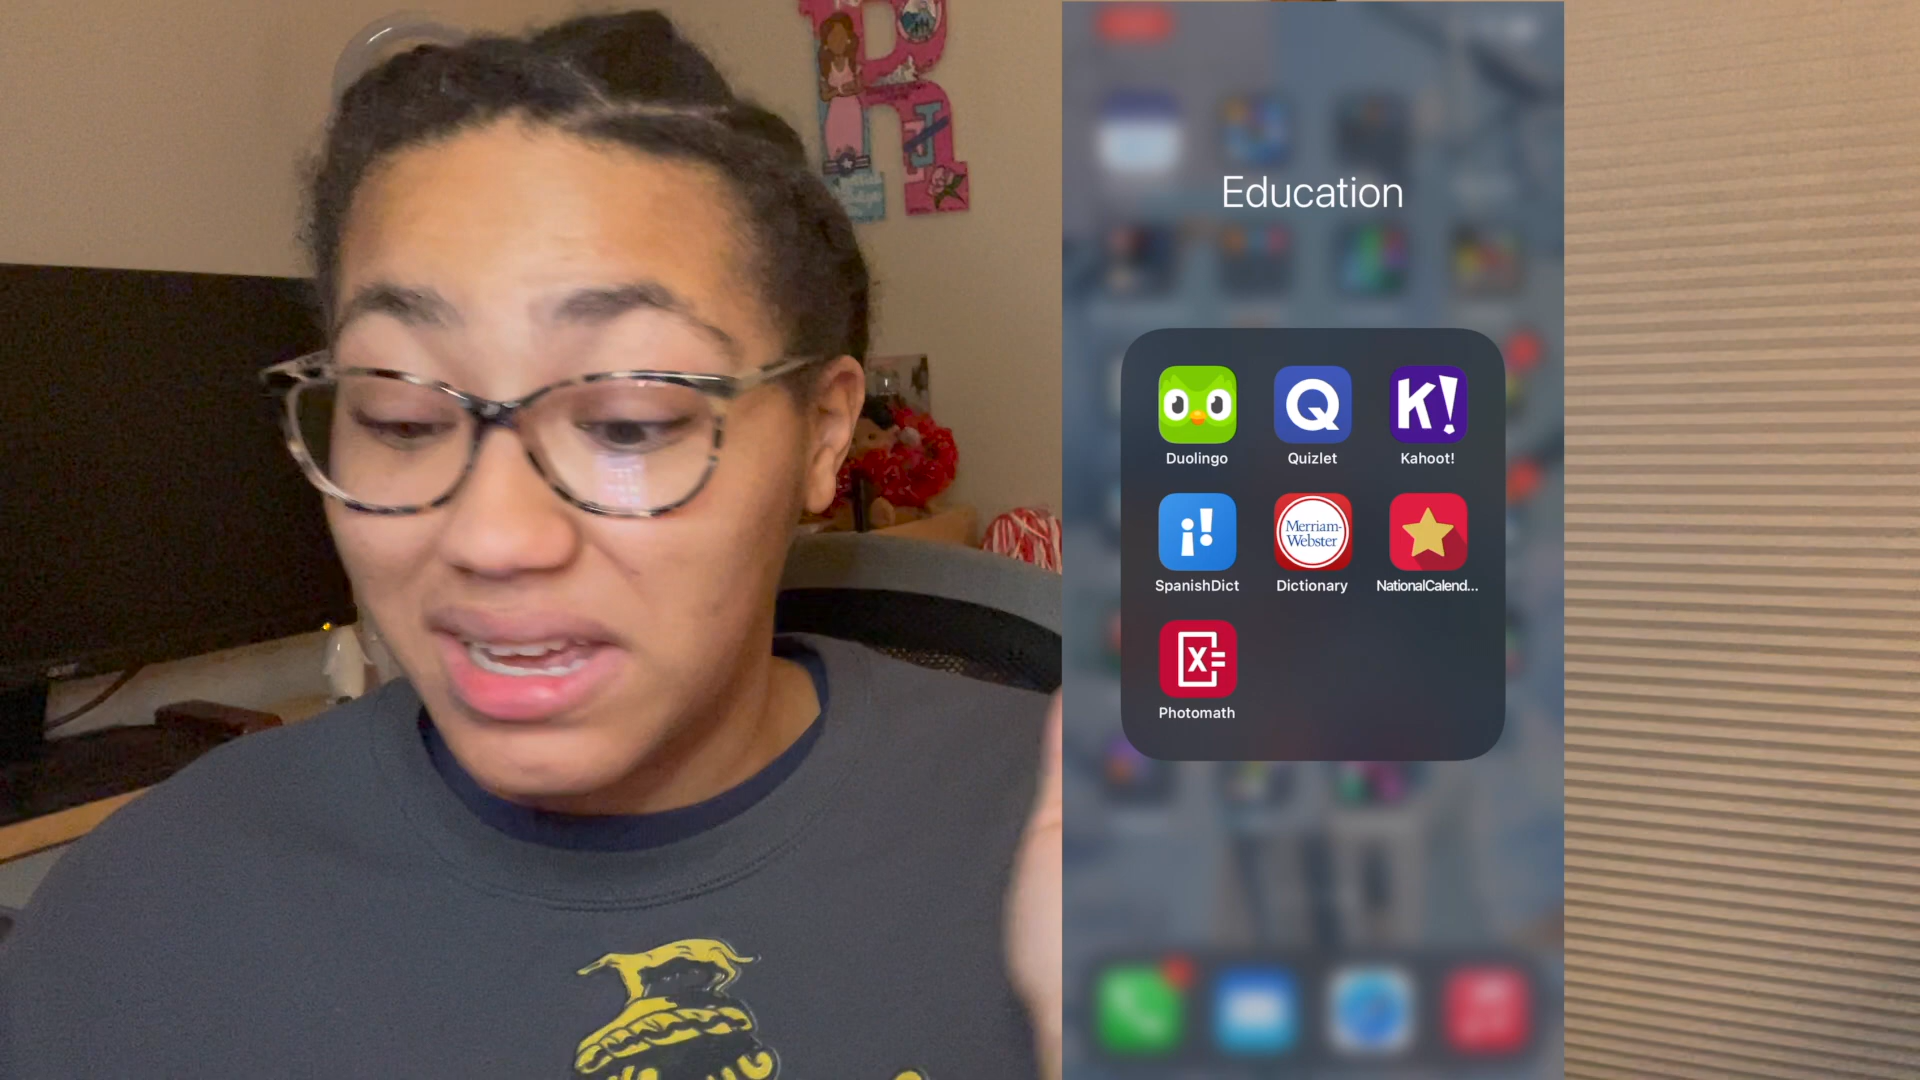 Education
Duolingo
Quizlet
Kahoot!
SpanishDict
Merriam-
Webster
Dictionary
NationalCalend...
Photomath